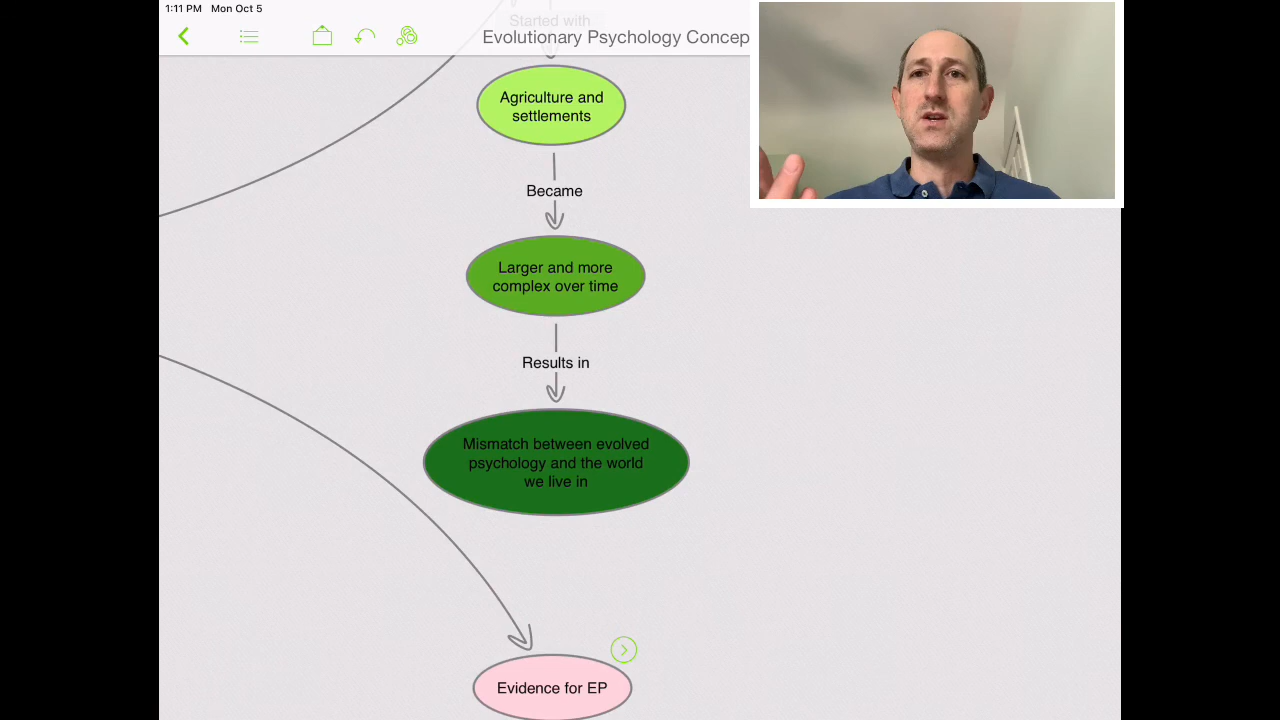 1:11 PM Mon Oct 5
Started with
Evolutionary Psychology Concep
Agriculture and
settlements
Became
Larger and more
complex over time
Results in
Mismatch between evolved
psychology and the world
we live in
Evidence for EP